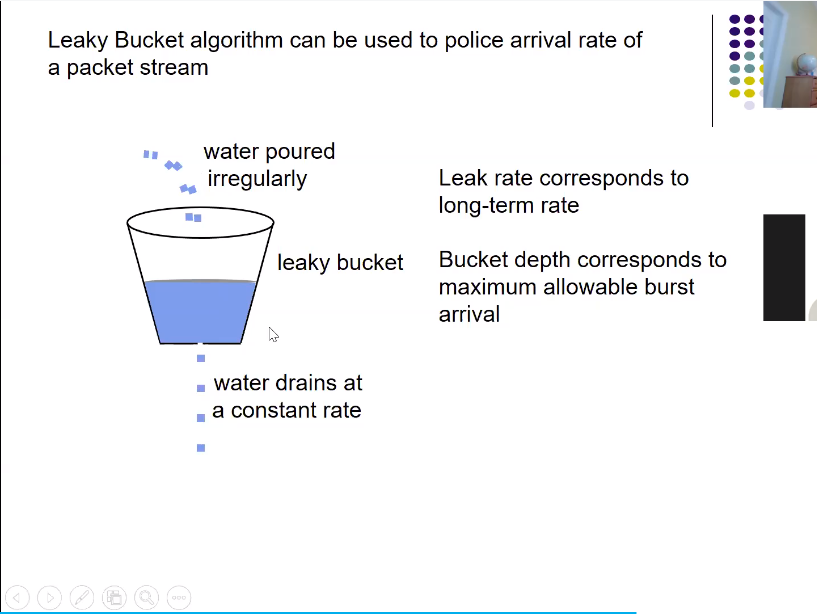 Leaky Bucket algorithm can be used to police arrival rate of
a packet stream
water poured
irregularly
leaky bucket
water drains at
a constant rate
Leak rate corresponds to
long-term rate
Bucket depth corresponds to
maximum allowable burst
arrival